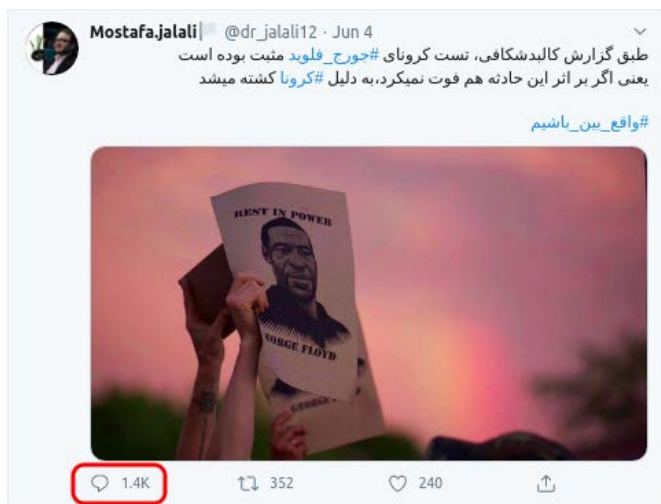 Mostafa.jalali @dr_jalali12 · Jun 4
طبق گزارش کالبدشکافی، تست کرونای #جورج_فلوید مثبت بوده است
یعنی اگر بر اثر این حادثه هم فوت نمیکرد،به دلیل #کرونا کشته میشد
#واقع_بین_باشیم
REST IN POWER
GEORGE FLOYD
GEORGE
1.4K 352 240